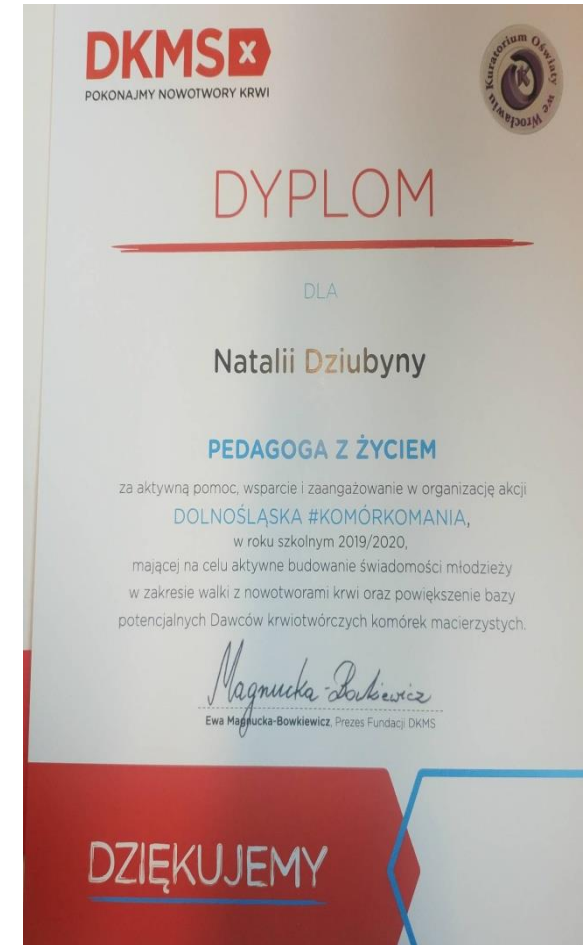 DKMS
POKONAJMY NOWOTWORY KRWI
Kuratorium Oświaty we Wrocławiu
DYPLOM
DLA
Natalii Dziubyny
PEDAGOGA Z ŻYCIEM
za aktywną pomoc, wsparcie i zaangażowanie w organizację akcji
DOLNOŚLĄSKA #KOMÓRKOMANIA,
w roku szkolnym 2019/2020,
mającej na celu aktywne budowanie świadomości młodzieży
w zakresie walki z nowotworami krwi oraz powiększenie bazy
potencjalnych Dawców krwiotwórczych komórek macierzystych.
Magnucka-Bowkiewicz
Ewa Magnucka-Bowkiewicz, Prezes Fundacji DKMS
DZIĘKUJEMY